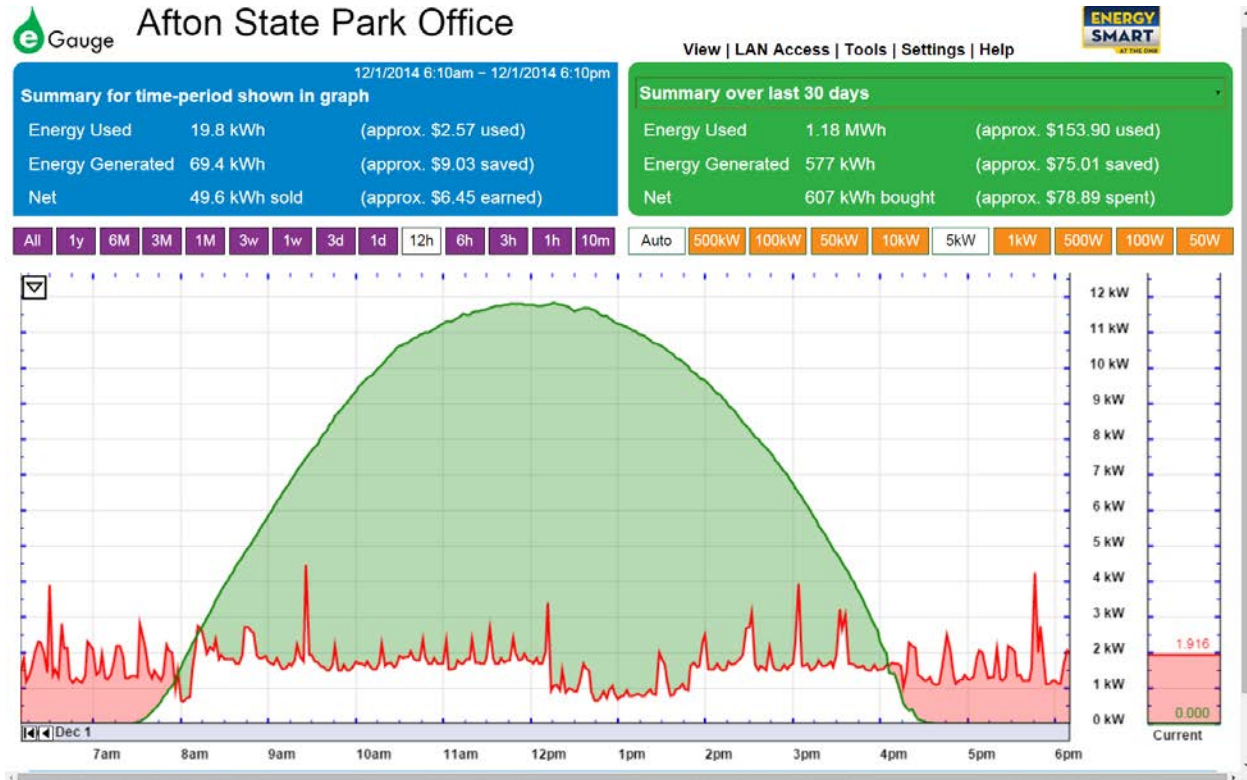 eGauge
Afton State Park Office
View | LAN Access | Tools | Settings | Help
ENERGY
SMART
AT THE DNR
12/1/2014 6:10am – 12/1/2014 6:10pm
Summary for time-period shown in graph
Energy Used 19.8 kWh (approx. $2.57 used)
Energy Generated 69.4 kWh (approx. $9.03 saved)
Net 49.6 kWh sold (approx. $6.45 earned)
Summary over last 30 days
Energy Used 1.18 MWh (approx. $153.90 used)
Energy Generated 577 kWh (approx. $75.01 saved)
Net 607 kWh bought (approx. $78.89 spent)
All 1y 6M 3M 1M 3w 1w 3d 1d 12h 6h 3h 1h 10m
Auto 500kW 100kW 50kW 10kW 5kW 1kW 500W 100W 50W
12 kW
11 kW
10 kW
9 kW
8 kW
7 kW
6 kW
5 kW
4 kW
3 kW
2 kW
1 kW
0 kW
1.916
0.000
Current
Dec 1
7am 8am 9am 10am 11am 12pm 1pm 2pm 3pm 4pm 5pm 6pm